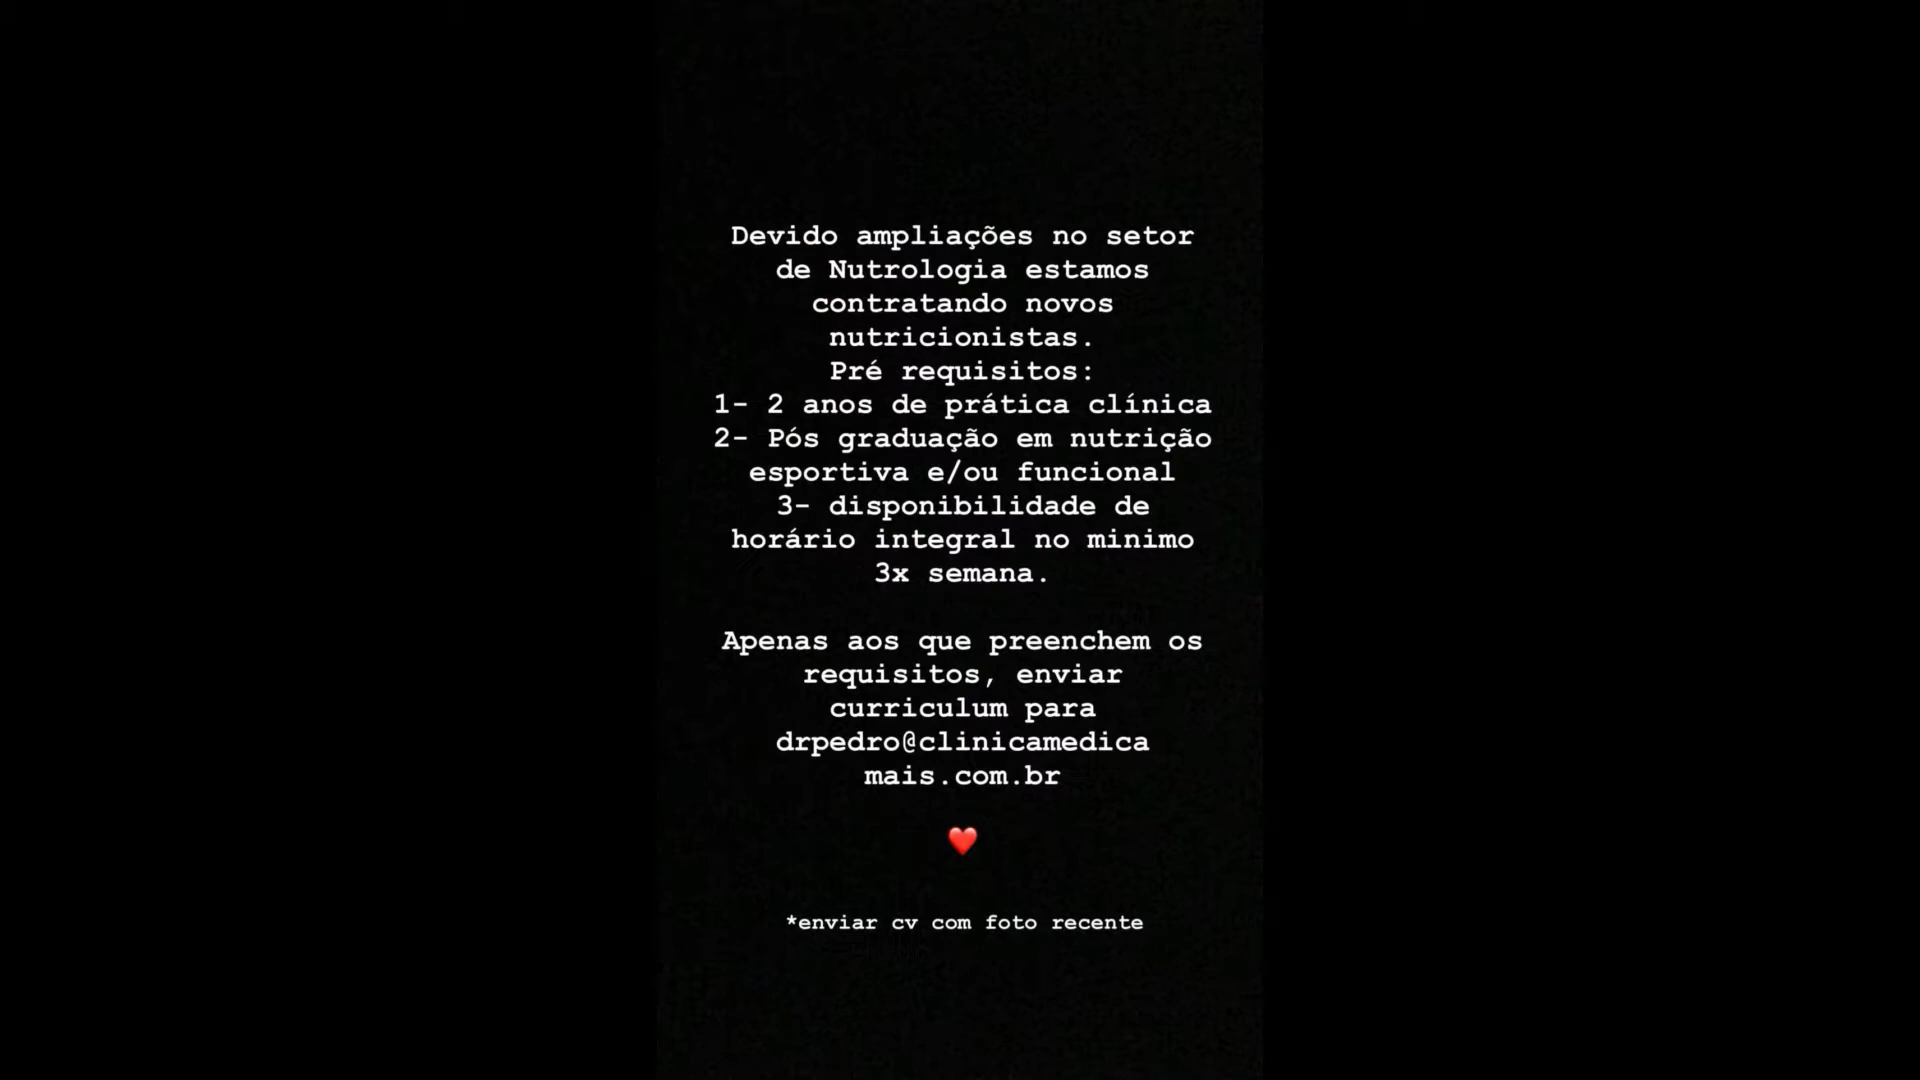 Devido ampliações no setor
de Nutrologia estamos
contratando novos
nutricionistas.
Pré requisitos:
1- 2 anos de prática clínica
2- Pós graduação em nutrição
esportiva e/ou funcional
3- disponibilidade de
horário integral no minimo
3x semana.
Apenas aos que preenchem os
requisitos, enviar
curriculum para
drpedro@clinicamedica
mais.com.br
❤️
*enviar cv com foto recente